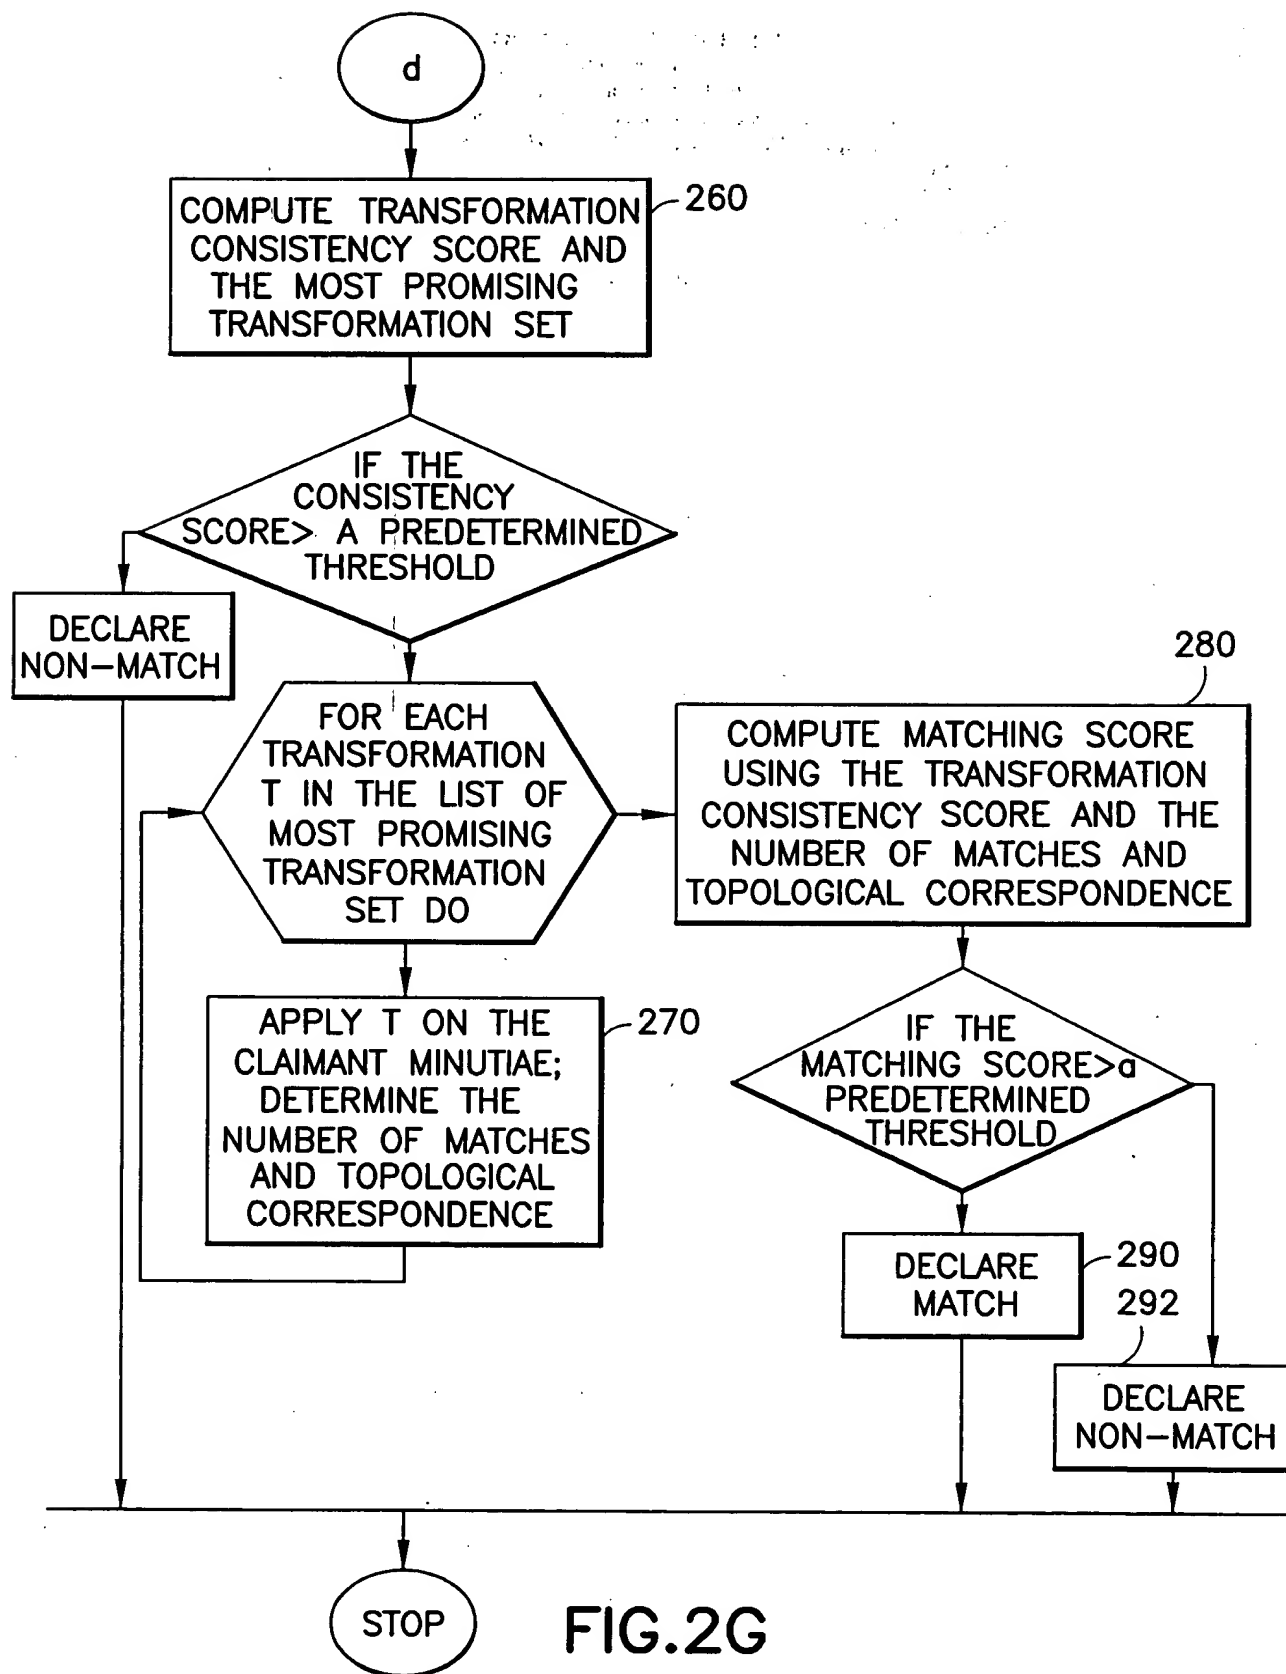 d
260
COMPUTE TRANSFORMATION
CONSISTENCY SCORE AND
THE MOST PROMISING
TRANSFORMATION SET
IF THE
CONSISTENCY
SCORE> A PREDETERMINED
THRESHOLD
DECLARE
NON-MATCH
FOR EACH
TRANSFORMATION
T IN THE LIST OF
MOST PROMISING
TRANSFORMATION
SET DO
280
COMPUTE MATCHING SCORE
USING THE TRANSFORMATION
CONSISTENCY SCORE AND THE
NUMBER OF MATCHES AND
TOPOLOGICAL CORRESPONDENCE
270
APPLY T ON THE
CLAIMANT MINUTIAE;
DETERMINE THE
NUMBER OF MATCHES
AND TOPOLOGICAL
CORRESPONDENCE
IF THE
MATCHING SCORE>a
PREDETERMINED
THRESHOLD
290
DECLARE
MATCH
292
DECLARE
NON-MATCH
STOP
FIG.2G